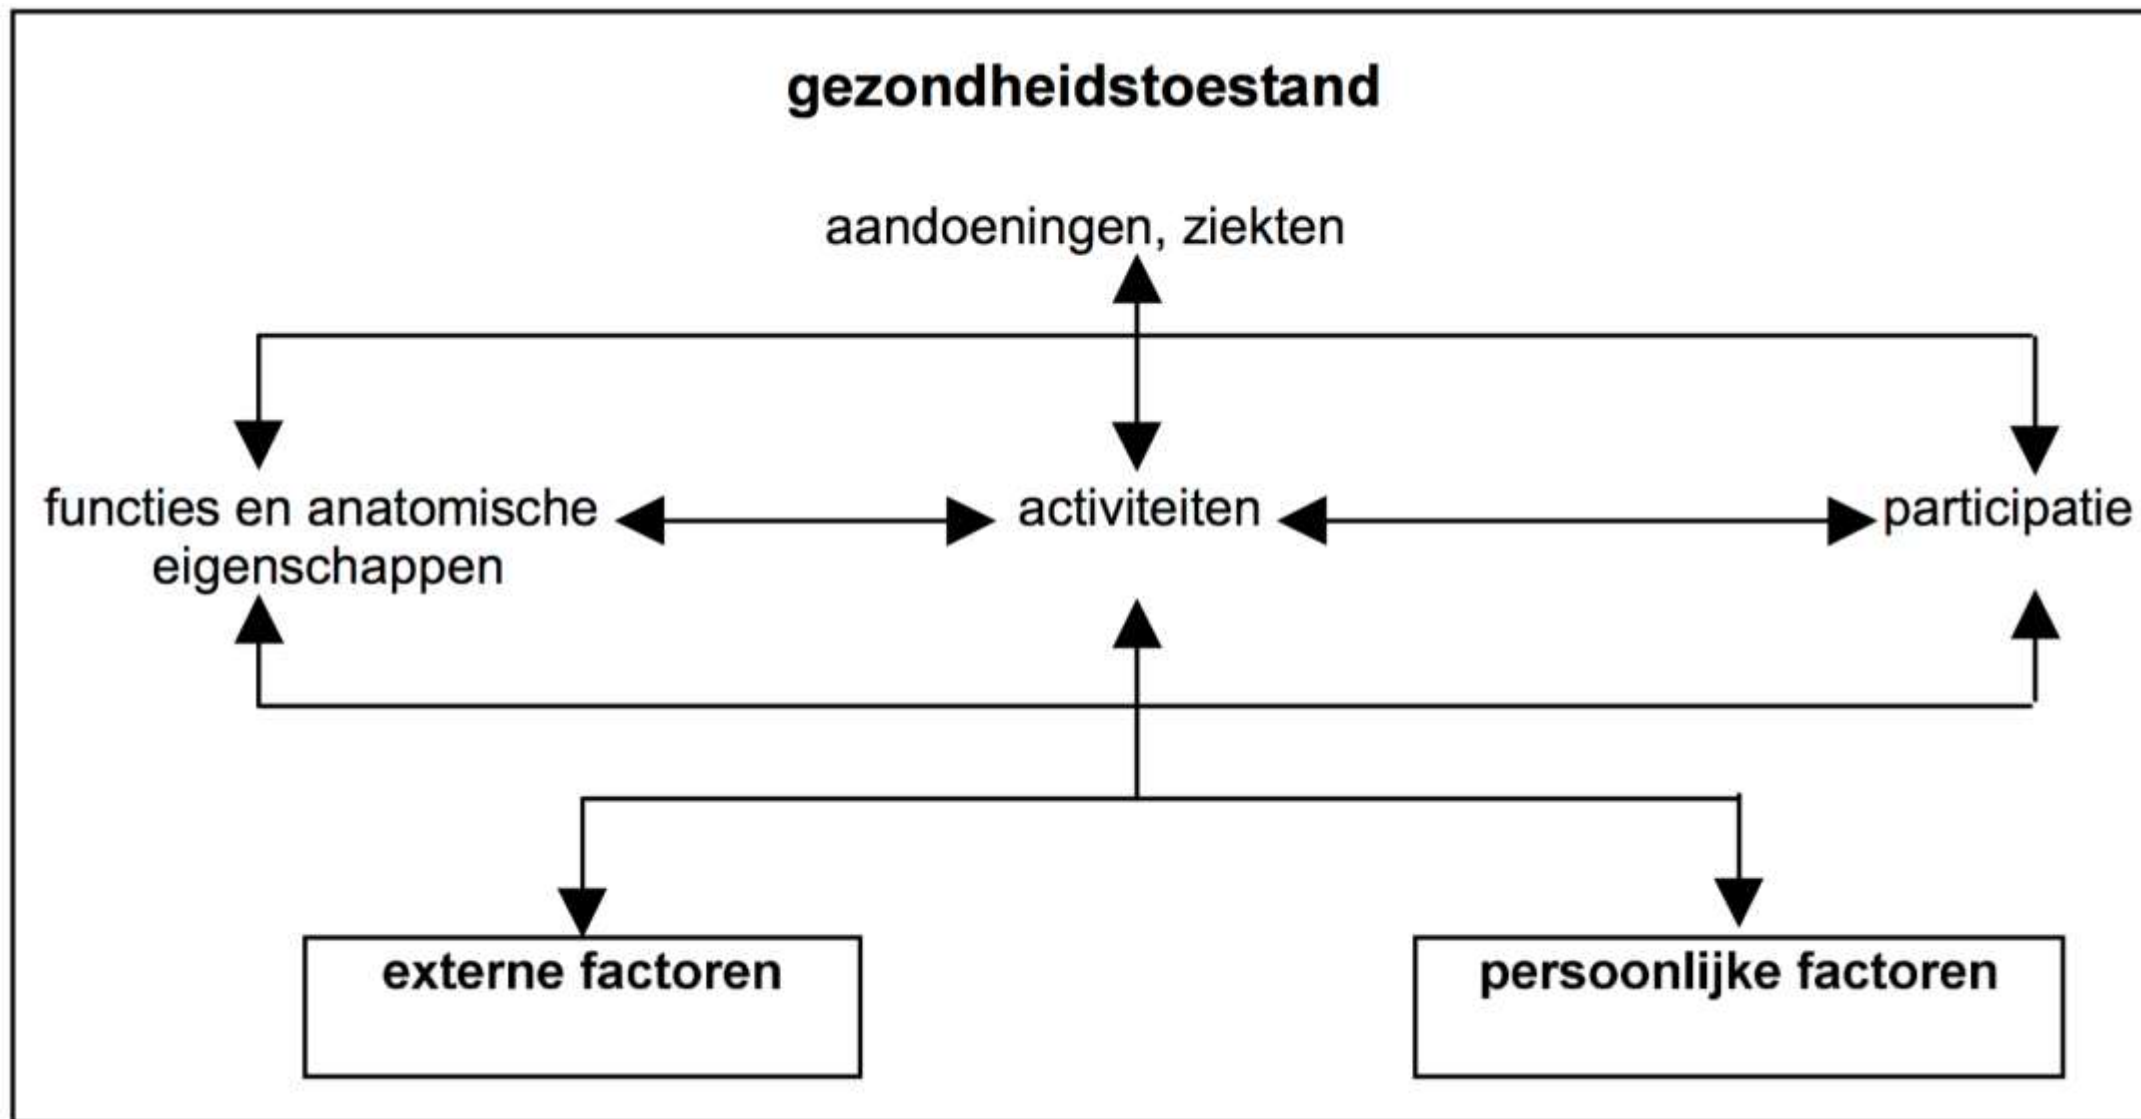 gezondheidstoestand
aandoeningen, ziekten
functies en anatomische
eigenschappen
activiteiten
participatie
externe factoren
persoonlijke factoren